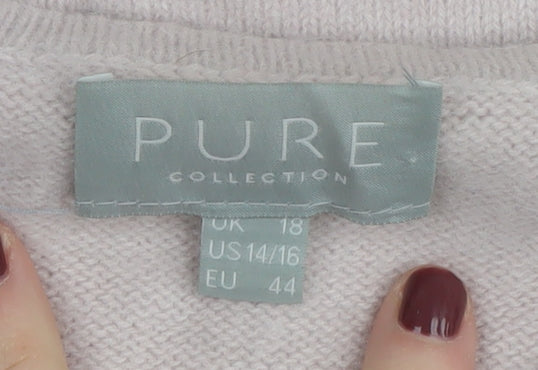 PURE
COLLECTION
UK 18
US 14/16
EU 44